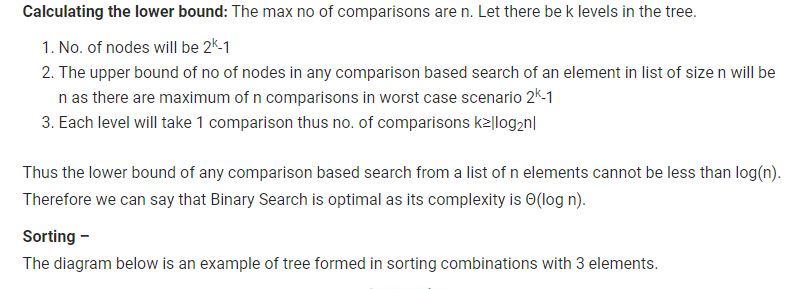 Calculating the lower bound: The max no of comparisons are n. Let there be k levels in the tree.
1. No. of nodes will be 2ᵏ-1
2. The upper bound of no of nodes in any comparison based search of an element in list of size n will be
n as there are maximum of n comparisons in worst case scenario 2ᵏ-1
3. Each level will take 1 comparison thus no. of comparisons k≥|log₂n|
Thus the lower bound of any comparison based search from a list of n elements cannot be less than log(n).
Therefore we can say that Binary Search is optimal as its complexity is Θ(log n).
Sorting –
The diagram below is an example of tree formed in sorting combinations with 3 elements.